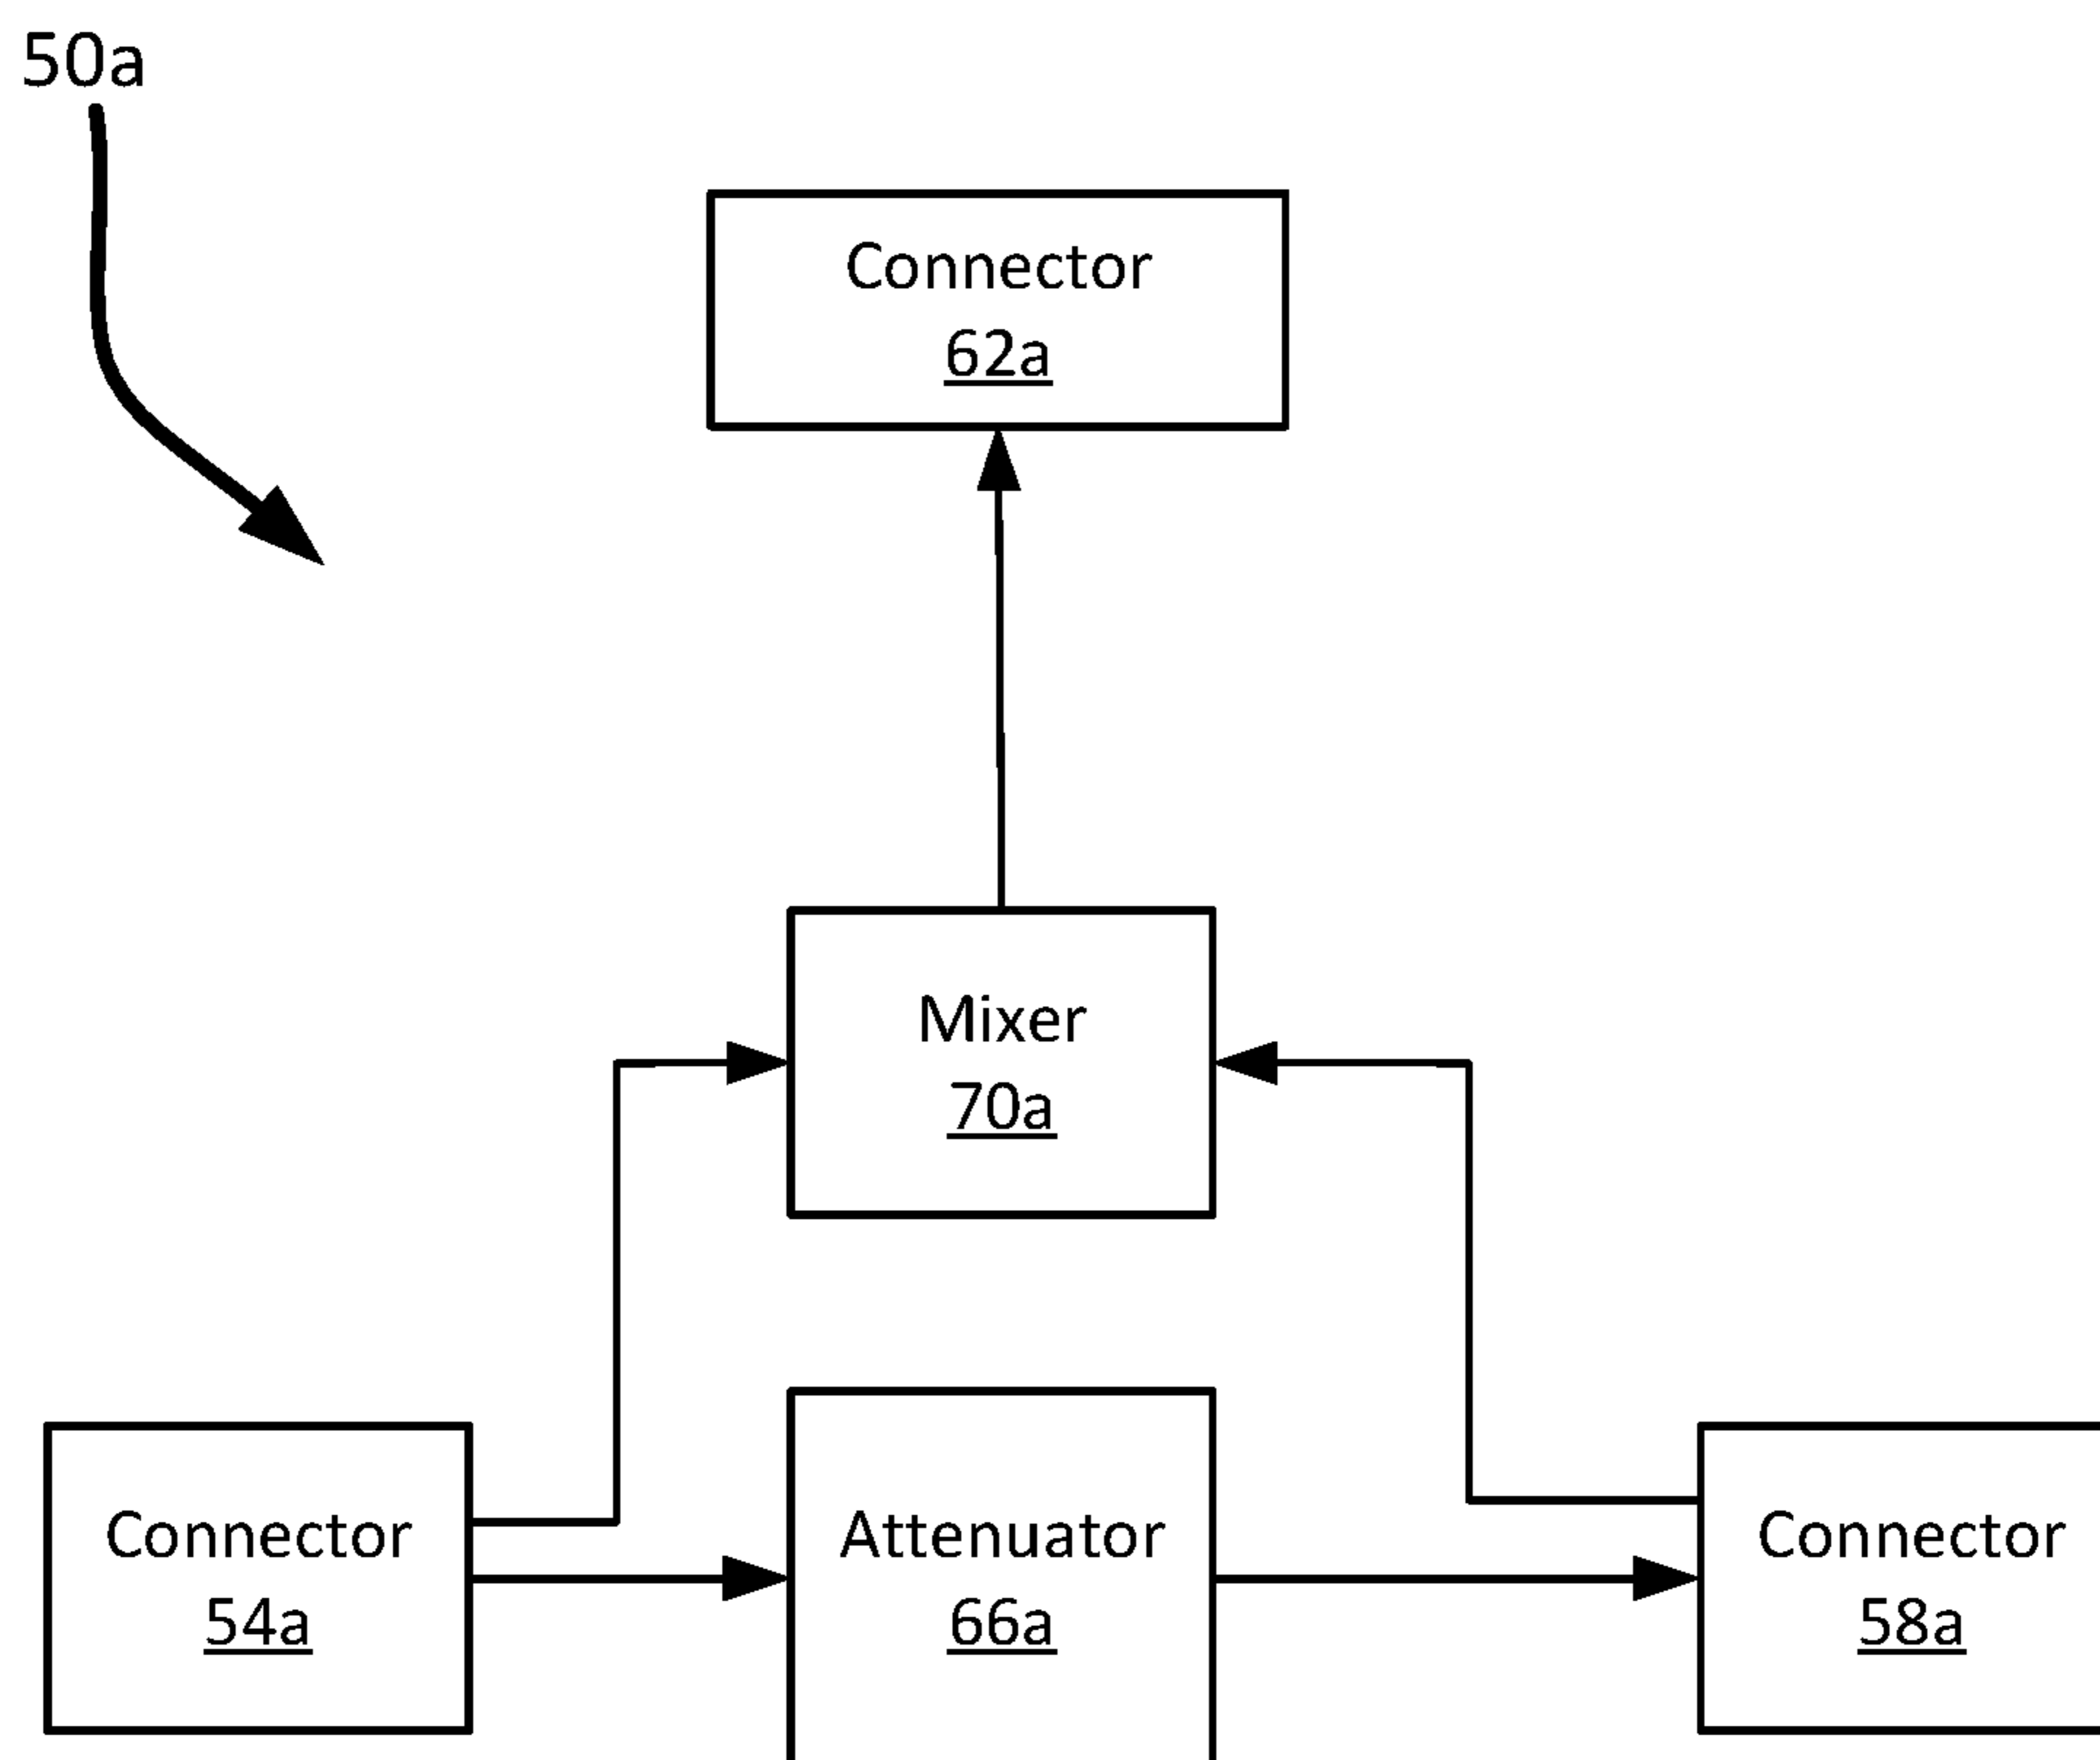 50a
Connector
62a
Mixer
70a
Connector
54a
Attenuator
66a
Connector
58a